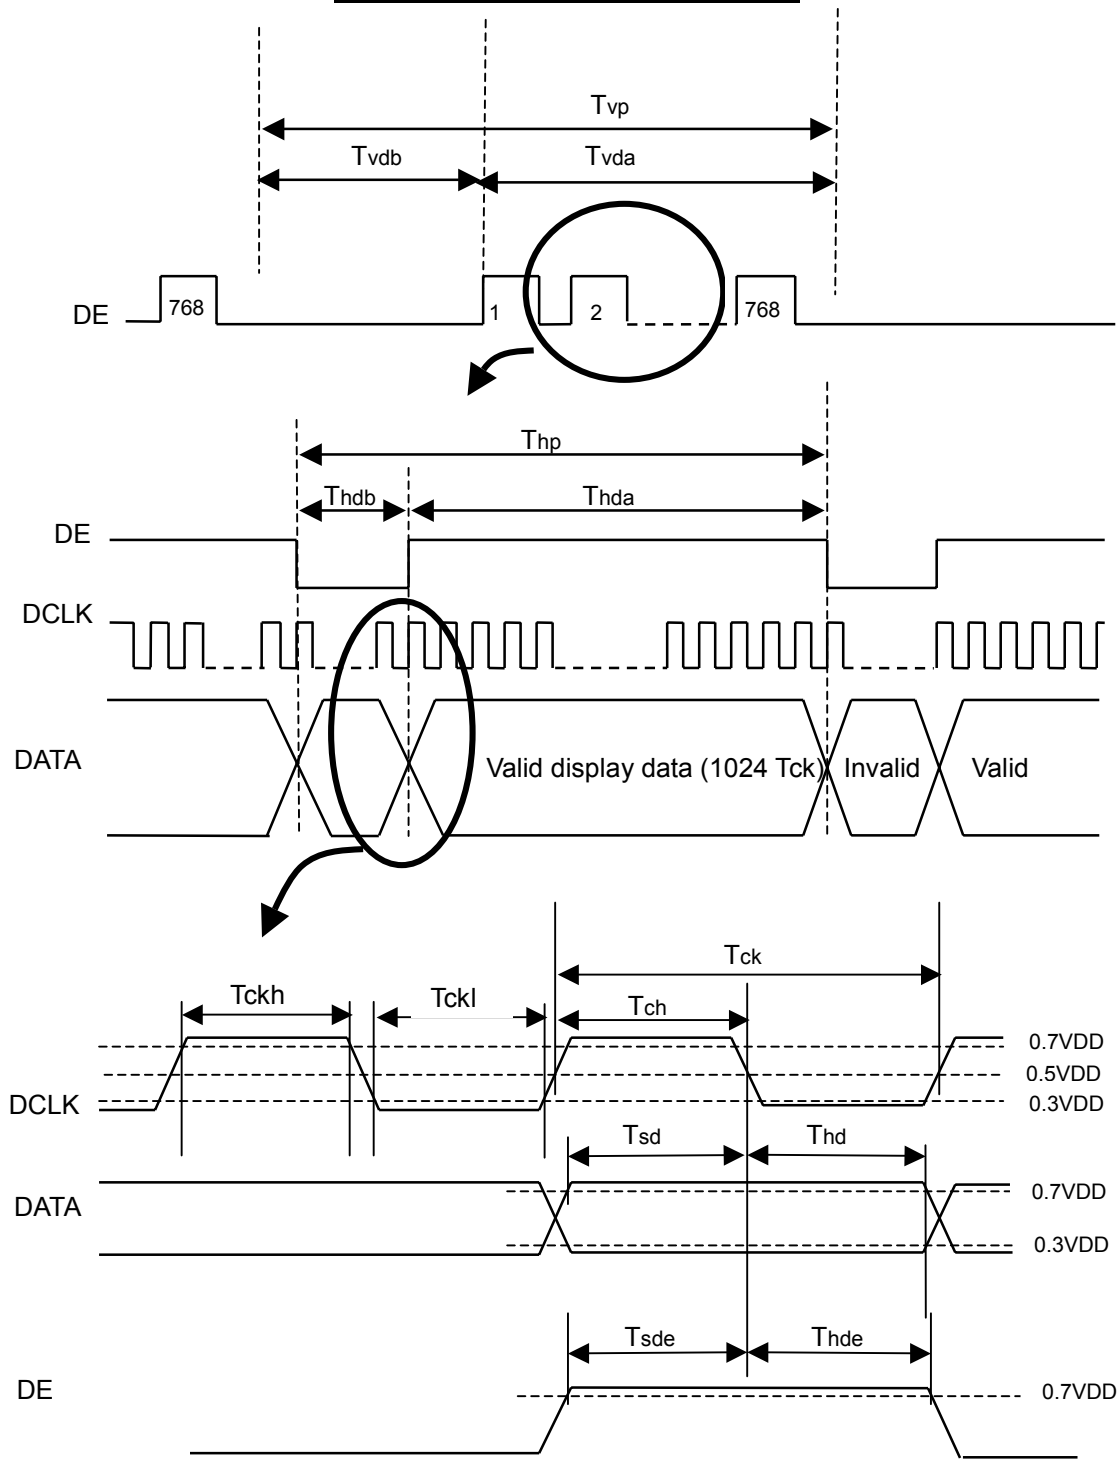 Tvp
Tvdb
Tvda
DE
768
1
2
768
Thp
Thdb
Thda
DE
DCLK
DATA
Valid display data (1024 Tck)
Invalid
Valid
Tck
Tckh
Tckl
Tch
0.7VDD
0.5VDD
0.3VDD
DCLK
Tsd
Thd
DATA
0.7VDD
0.3VDD
Tsde
Thde
DE
0.7VDD